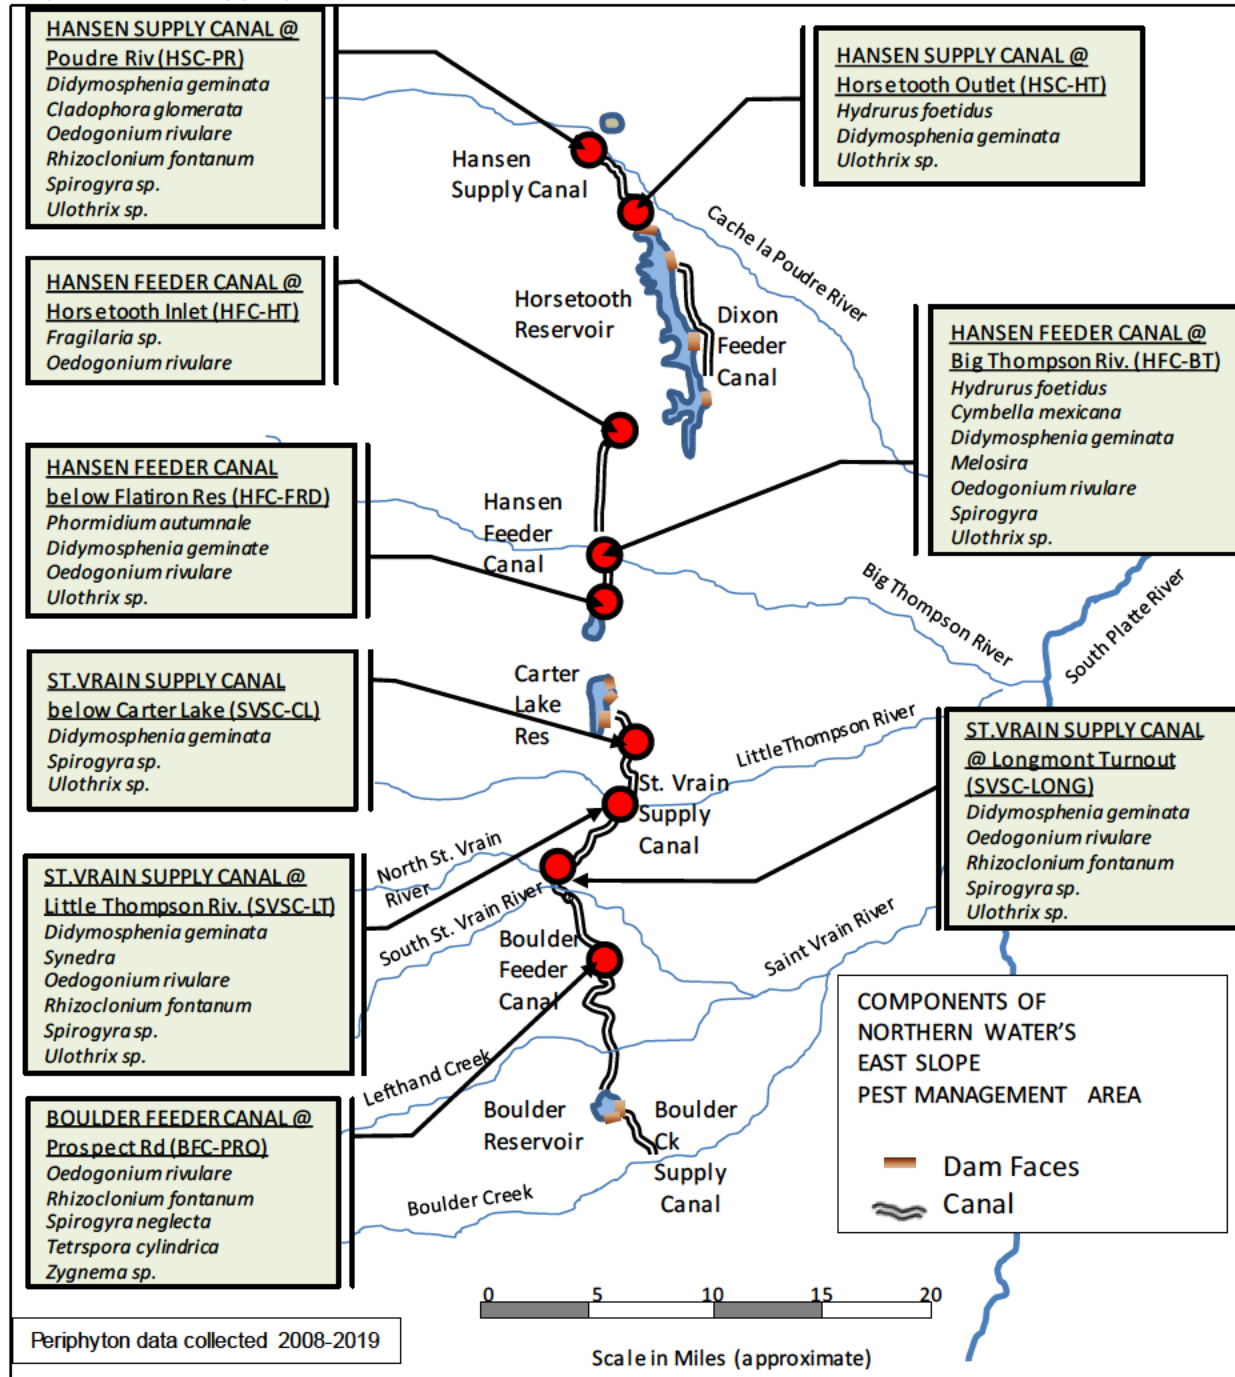 HANSEN SUPPLY CANAL @
Poudre Riv (HSC-PR)
Didymosphenia geminata
Cladophora glomerata
Oedogonium rivulare
Rhizoclonium fontanum
Spirogyra sp.
Ulothrix sp.
HANSEN SUPPLY CANAL @
Horsetooth Outlet (HSC-HT)
Hydrurus foetidus
Didymosphenia geminata
Ulothrix sp.
Hansen
Supply Canal
Cache la Poudre River
HANSEN FEEDER CANAL @
Horsetooth Inlet (HFC-HT)
Fragilaria sp.
Oedogonium rivulare
Horsetooth
Reservoir
Dixon
Feeder
Canal
HANSEN FEEDER CANAL @
Big Thompson Riv. (HFC-BT)
Hydrurus foetidus
Cymbella mexicana
Didymosphenia geminata
Melosira
Oedogonium rivulare
Spirogyra
Ulothrix sp.
HANSEN FEEDER CANAL
below Flatiron Res (HFC-FRD)
Phormidium autumnale
Didymosphenia geminate
Oedogonium rivulare
Ulothrix sp.
Hansen
Feeder
Canal
Big Thompson River
South Platte River
ST.VRAIN SUPPLY CANAL
below Carter Lake (SVSC-CL)
Didymosphenia geminata
Spirogyra sp.
Ulothrix sp.
Carter
Lake
Res
Little Thompson River
St. Vrain
Supply
Canal
ST.VRAIN SUPPLY CANAL
@ Longmont Turnout
(SVSC-LONG)
Didymosphenia geminata
Oedogonium rivulare
Rhizoclonium fontanum
Spirogyra sp.
Ulothrix sp.
North St. Vrain
River
South St. Vrain River
ST.VRAIN SUPPLY CANAL @
Little Thompson Riv. (SVSC-LT)
Didymosphenia geminata
Synedra
Oedogonium rivulare
Rhizoclonium fontanum
Spirogyra sp.
Ulothrix sp.
Boulder
Feeder
Canal
Saint Vrain River
Lefthand Creek
BOULDER FEEDER CANAL @
Prospect Rd (BFC-PRO)
Oedogonium rivulare
Rhizoclonium fontanum
Spirogyra neglecta
Tetrspora cylindrica
Zygnema sp.
Boulder
Reservoir
Boulder
Ck
Supply
Canal
Boulder Creek
COMPONENTS OF
NORTHERN WATER'S
EAST SLOPE
PEST MANAGEMENT AREA
Dam Faces
Canal
0 5 10 15 20
Scale in Miles (approximate)
Periphyton data collected 2008-2019